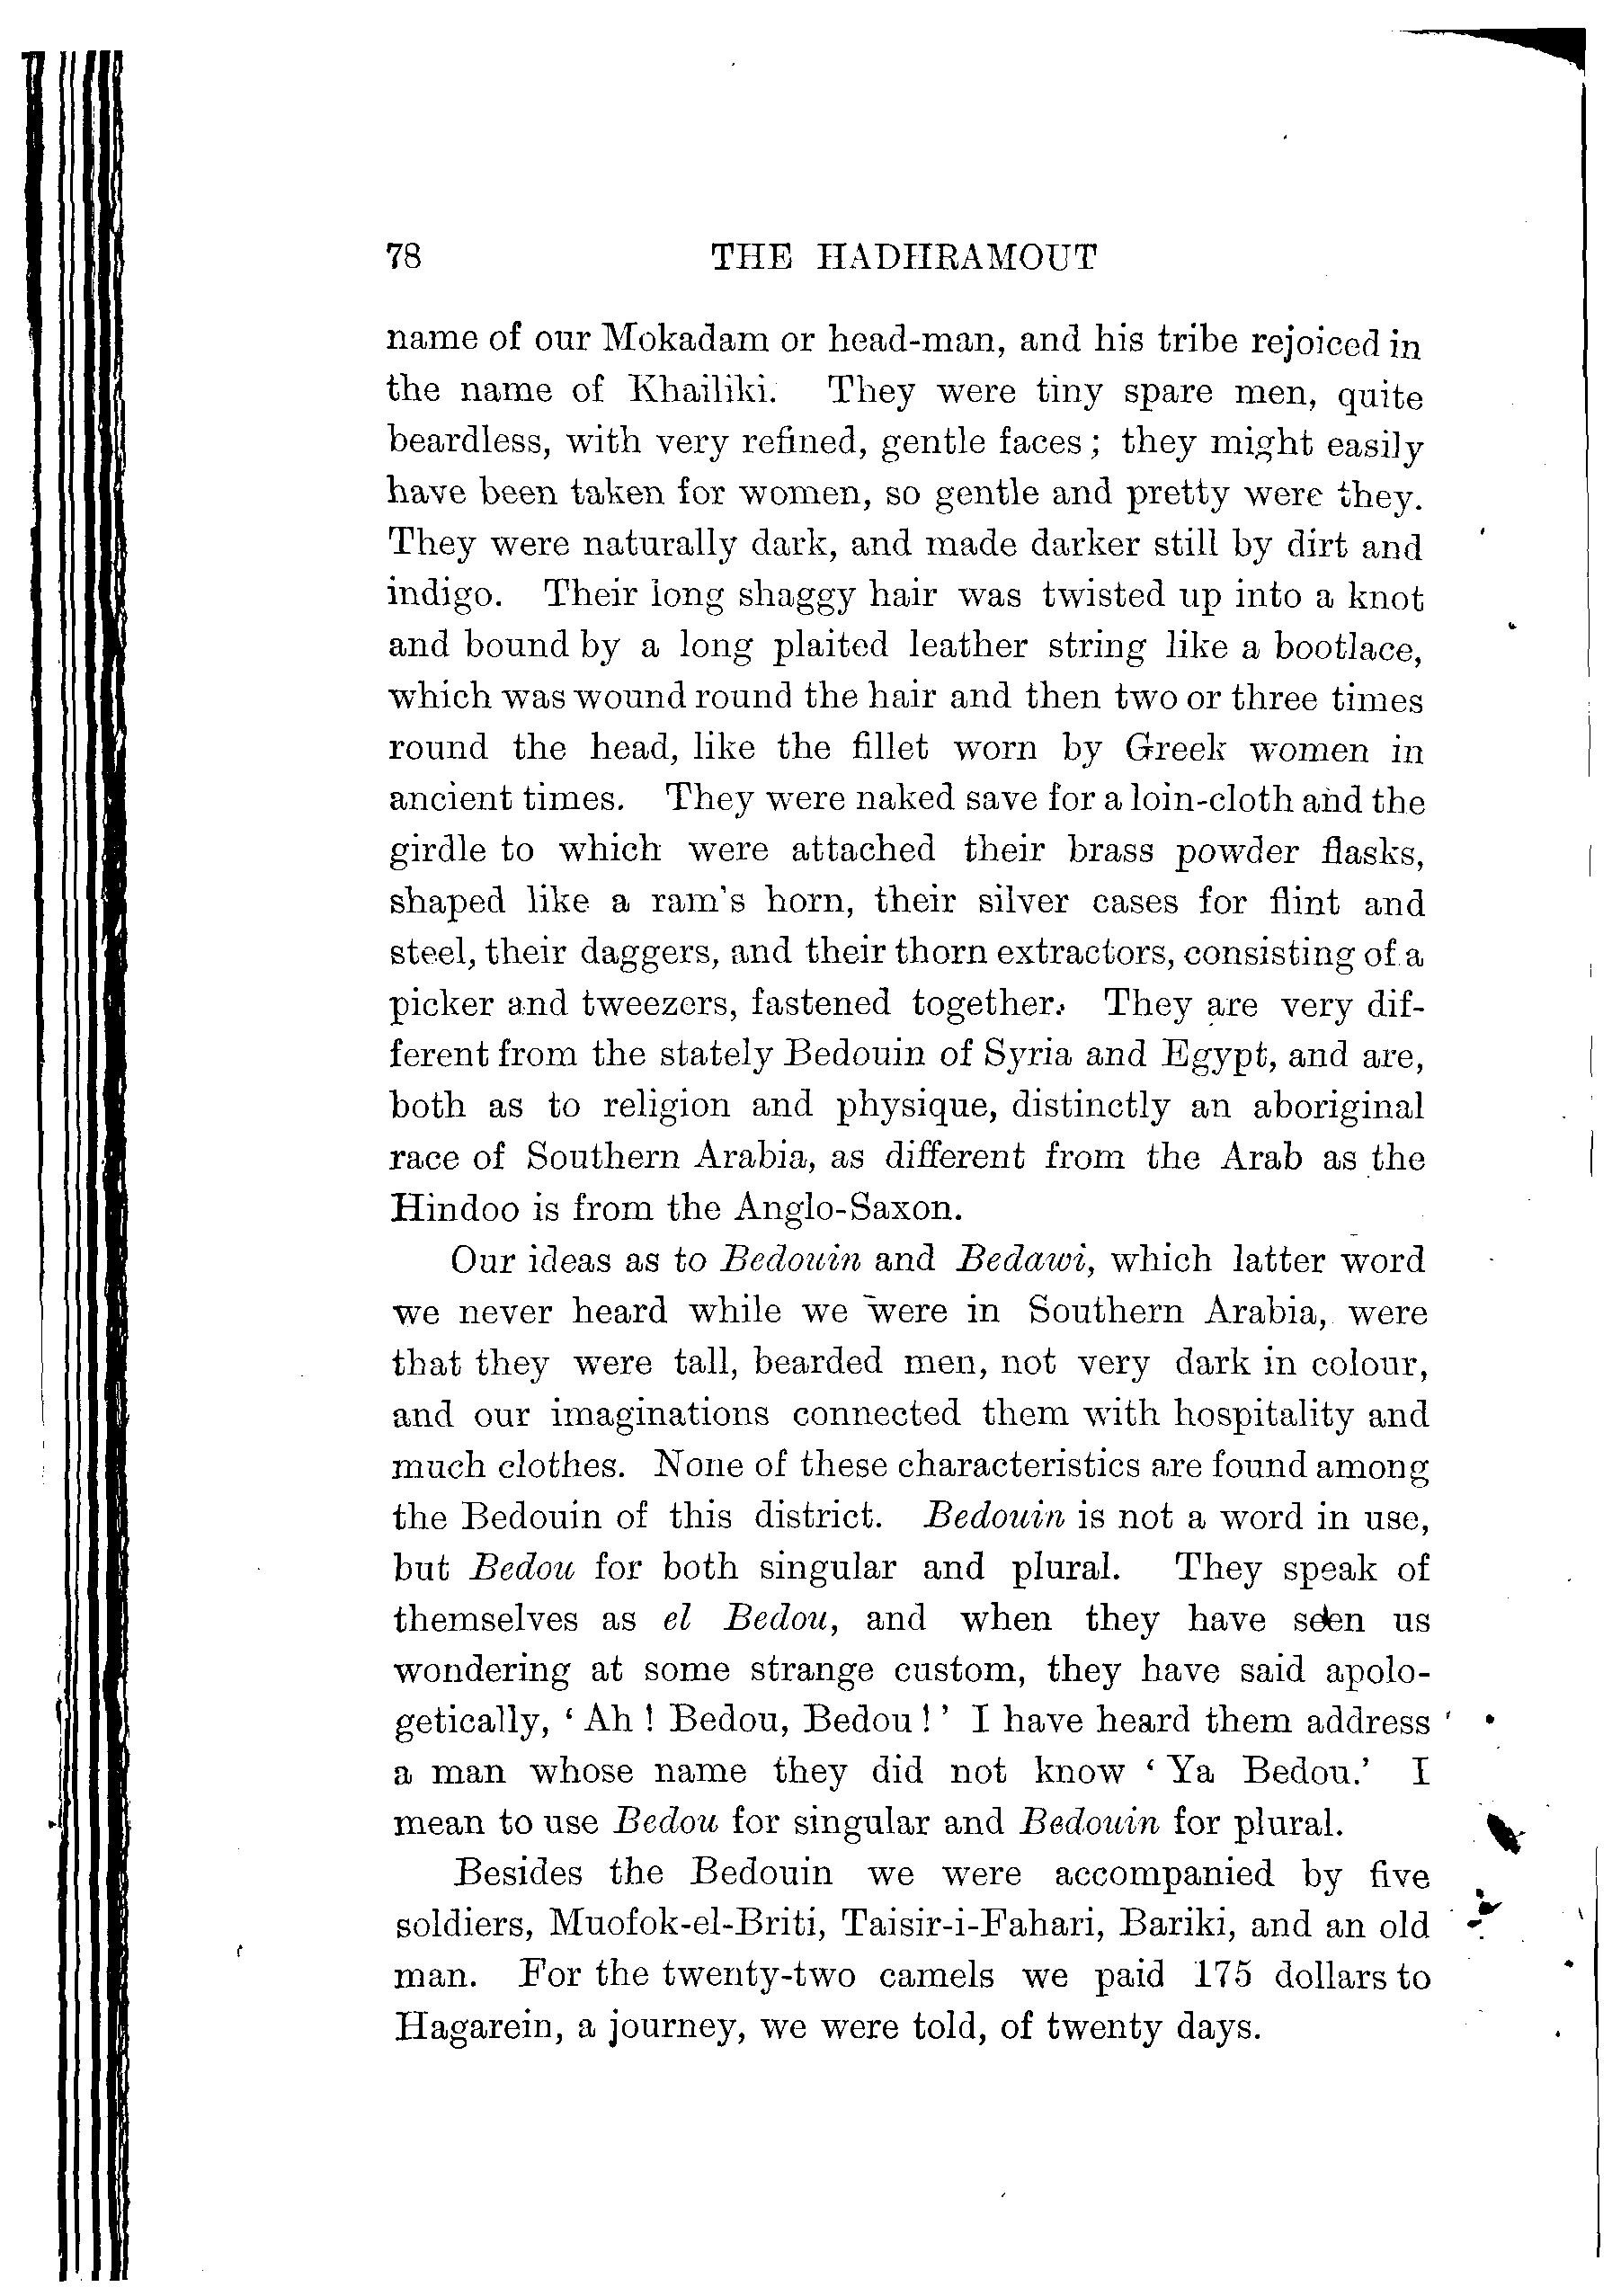 78 THE HADHRAMOUT
name of our Mokadam or head-man, and his tribe rejoiced in
the name of Khailiki. They were tiny spare men, quite
beardless, with very refined, gentle faces; they might easily
have been taken for women, so gentle and pretty were they.
They were naturally dark, and made darker still by dirt and
indigo. Their long shaggy hair was twisted up into a knot
and bound by a long plaited leather string like a bootlace,
which was wound round the hair and then two or three times
round the head, like the fillet worn by Greek women in
ancient times. They were naked save for a loin-cloth and the
girdle to which were attached their brass powder flasks,
shaped like a ram's horn, their silver cases for flint and
steel, their daggers, and their thorn extractors, consisting of a
picker and tweezers, fastened together. They are very dif-
ferent from the stately Bedouin of Syria and Egypt, and are,
both as to religion and physique, distinctly an aboriginal
race of Southern Arabia, as different from the Arab as the
Hindoo is from the Anglo-Saxon.
Our ideas as to Bedouin and Bedawi, which latter word
we never heard while we were in Southern Arabia, were
that they were tall, bearded men, not very dark in colour,
and our imaginations connected them with hospitality and
much clothes. None of these characteristics are found among
the Bedouin of this district. Bedouin is not a word in use,
but Bedou for both singular and plural. They speak of
themselves as el Bedou, and when they have seen us
wondering at some strange custom, they have said apolo-
getically, ‘Ah! Bedou, Bedou!’ I have heard them address
a man whose name they did not know ‘Ya Bedou.’ I
mean to use Bedou for singular and Bedouin for plural.
Besides the Bedouin we were accompanied by five
soldiers, Muofok-el-Briti, Taisir-i-Fahari, Bariki, and an old
man. For the twenty-two camels we paid 175 dollars to
Hagarein, a journey, we were told, of twenty days.